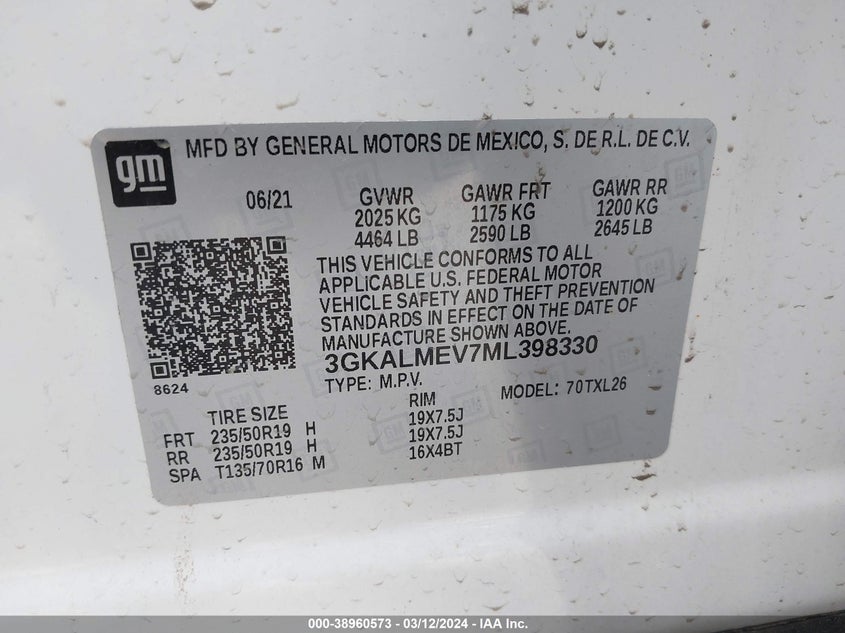 gm
MFD BY GENERAL MOTORS DE MEXICO, S. DE R.L. DE C.V.
06/21 GVWR GAWR FRT GAWR RR
2025 KG 1175 KG 1200 KG
4464 LB 2590 LB 2645 LB
THIS VEHICLE CONFORMS TO ALL
APPLICABLE U.S. FEDERAL MOTOR
VEHICLE SAFETY AND THEFT PREVENTION
STANDARDS IN EFFECT ON THE DATE OF
MANUFACTURE SHOWN ABOVE.
3GKALMEV7ML398330
8624
TYPE: M.P.V. MODEL: 70TXL26
TIRE SIZE RIM
FRT 235/50R19 H 19X7.5J
RR 235/50R19 H 19X7.5J
SPA T135/70R16 M 16X4BT
000-38960573 - 03/12/2024 - IAA Inc.